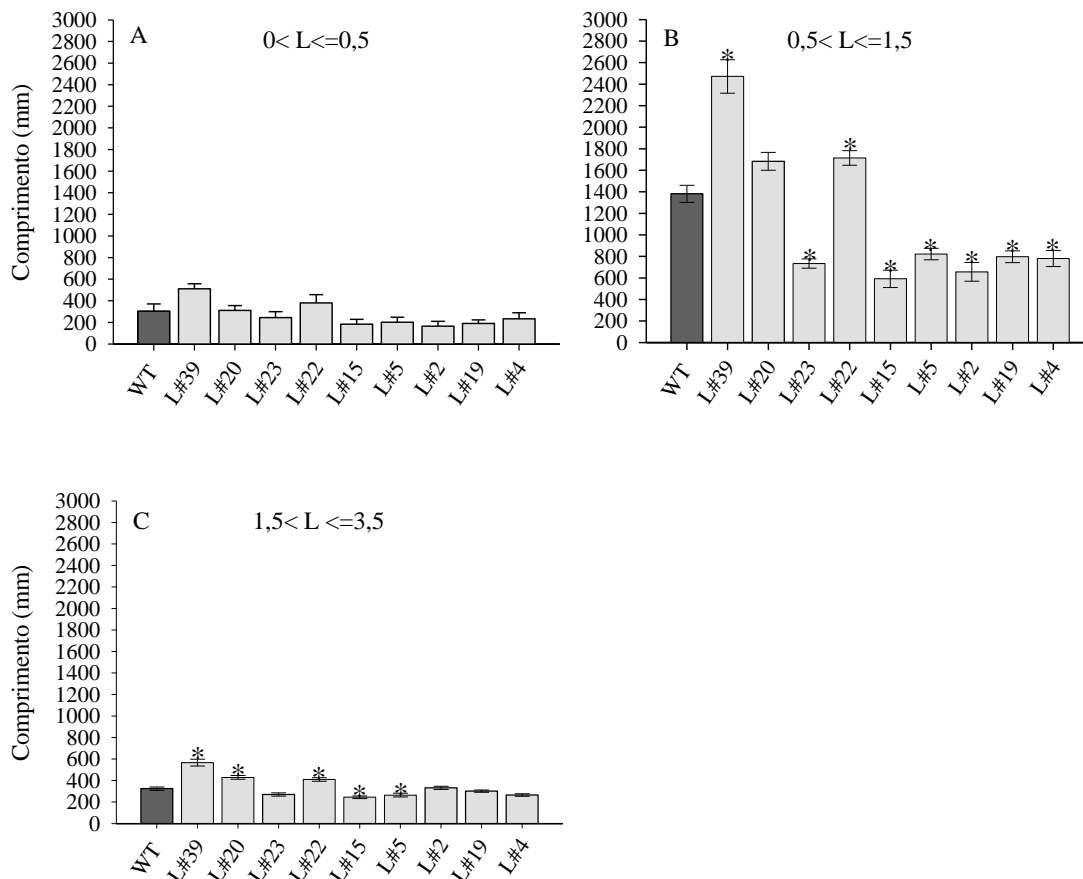 A
0< L<=0,5
Comprimento (mm)
3000
2800
2600
2400
2200
2000
1800
1600
1400
1200
1000
800
600
400
200
0
WT
L#39
L#20
L#23
L#22
L#15
L#5
L#2
L#19
L#4
B
0,5< L<=1,5
3000
2800
2600
2400
2200
2000
1800
1600
1400
1200
1000
800
600
400
200
0
*
*
*
*
*
*
*
*
WT
L#39
L#20
L#23
L#22
L#15
L#5
L#2
L#19
L#4
C
1,5< L <=3,5
Comprimento (mm)
3000
2800
2600
2400
2200
2000
1800
1600
1400
1200
1000
800
600
400
200
0
*
*
*
*
*
WT
L#39
L#20
L#23
L#22
L#15
L#5
L#2
L#19
L#4